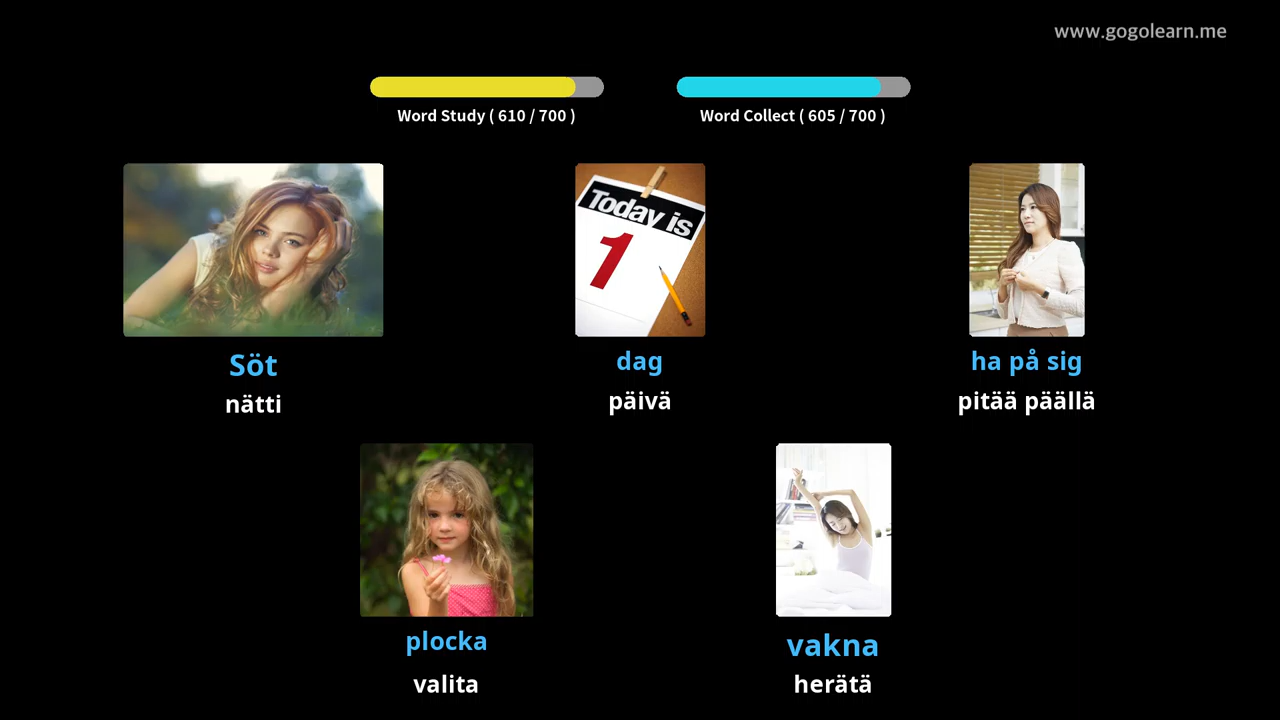 www.gogolearn.me
Word Study ( 610 / 700 )
Word Collect ( 605 / 700 )
Today is
1
Söt
dag
ha på sig
nätti
päivä
pitää päällä
plocka
vakna
valita
herätä